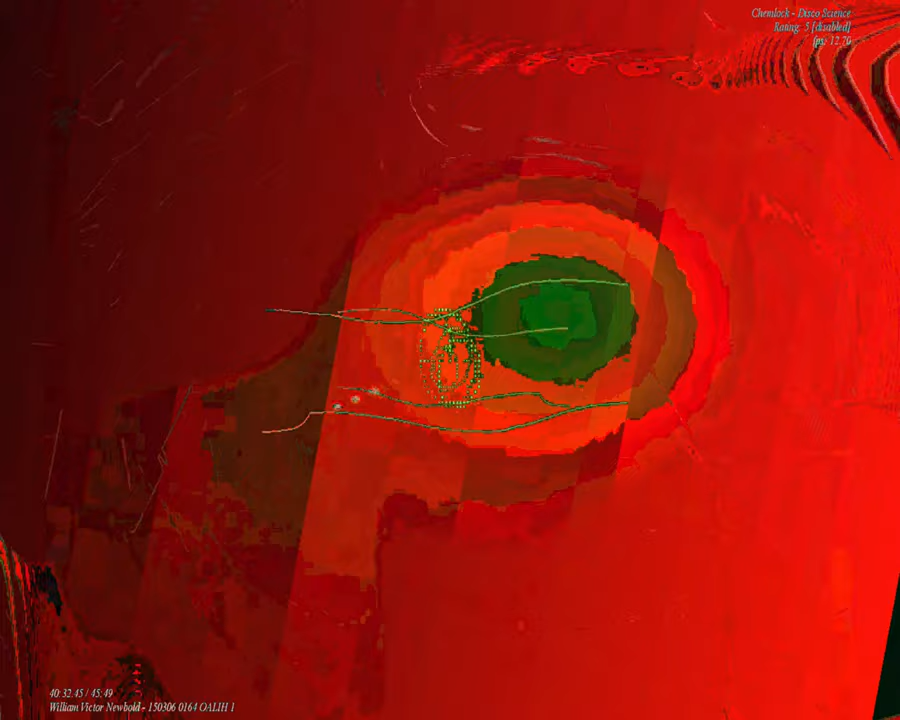 Chemlock - Disco Science
Rating: 5 [disabled]
fps: 12.70
40:32.45 / 45:49
William Victor Newbold - 150306 0164 OALIH 1